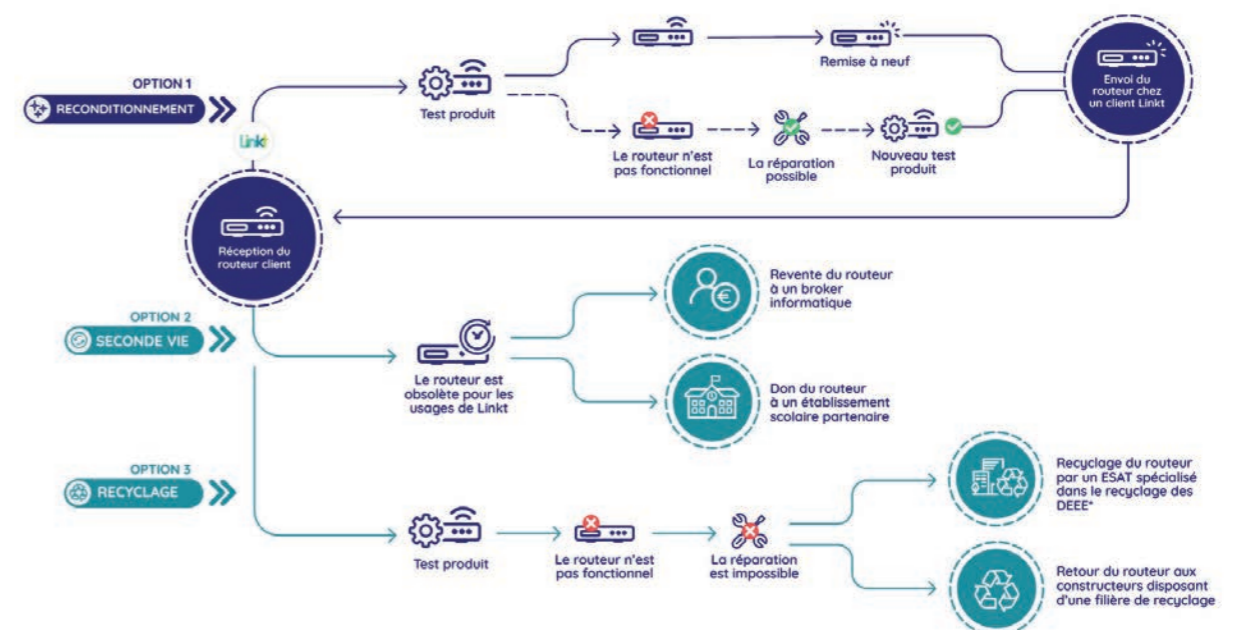 OPTION 1
RECONDITIONNEMENT
Linkt
Test produit
Remise à neuf
Le routeur n'est
pas fonctionnel
La réparation
possible
Nouveau test
produit
Envoi du
routeur chez
un client Linkt
Réception du
routeur client
OPTION 2
SECONDE VIE
Le routeur est
obsolète pour les
usages de Linkt
Revente du routeur
à un broker
informatique
Don du routeur
à un établissement
scolaire partenaire
OPTION 3
RECYCLAGE
Test produit
Le routeur n'est
pas fonctionnel
La réparation
est impossible
Recyclage du routeur
par un ESAT spécialisé
dans le recyclage des
DEEE*
Retour du routeur aux
constructeurs disposant
d'une filière de recyclage